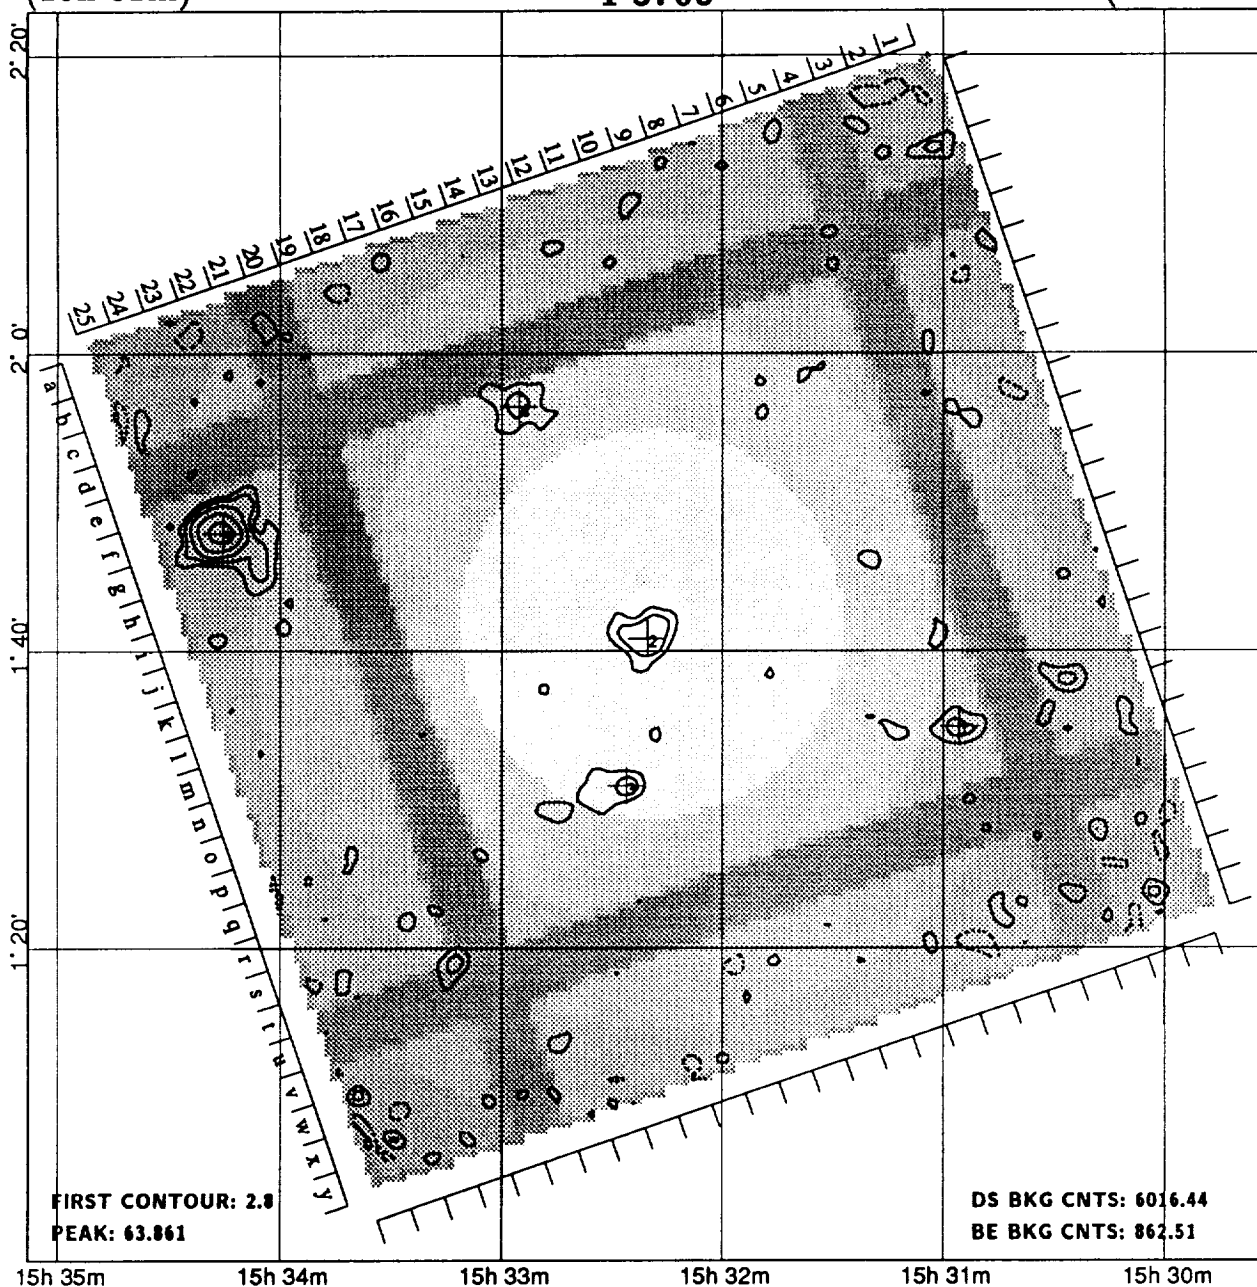 2° 20'
2° 0'
1° 40'
1° 20'
1 2 3 4 5 6 7 8 9 10 11 12 13 14 15 16 17 18 19 20 21 22 23 24 25
a b c d e f g h i j k l m n o p q r s t u v w x y
2
FIRST CONTOUR: 2.8
PEAK: 63.861
DS BKG CNTS: 6016.44
BE BKG CNTS: 862.51
15h 35m 15h 34m 15h 33m 15h 32m 15h 31m 15h 30m